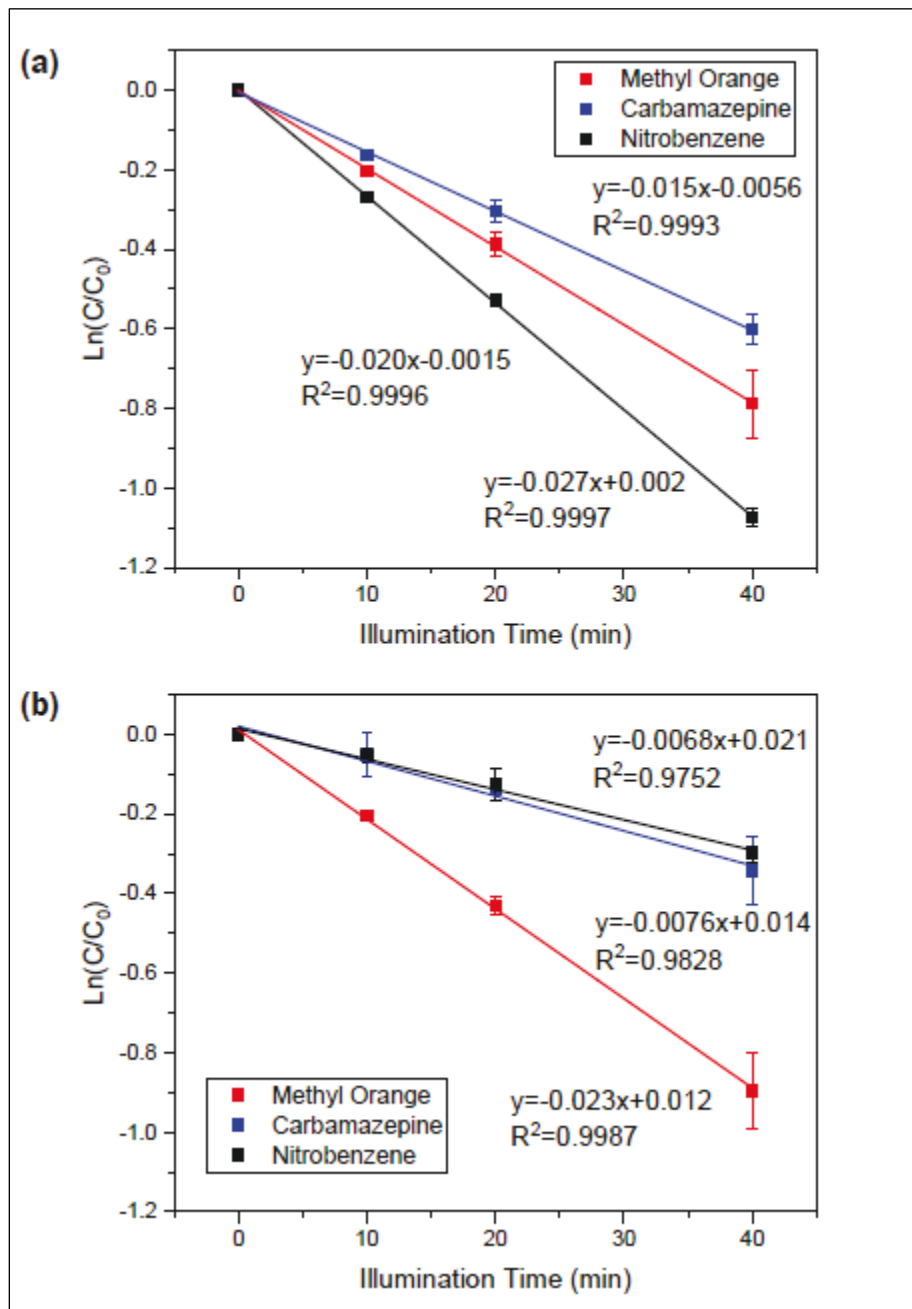 (a)
Methyl Orange
Carbamazepine
Nitrobenzene
y=-0.015x-0.0056
R²=0.9993
y=-0.020x-0.0015
R²=0.9996
y=-0.027x+0.002
R²=0.9997
0.0
-0.2
-0.4
-0.6
-0.8
-1.0
-1.2
Ln(C/C₀)
0 10 20 30 40
Illumination Time (min)
(b)
y=-0.0068x+0.021
R²=0.9752
y=-0.0076x+0.014
R²=0.9828
y=-0.023x+0.012
R²=0.9987
Methyl Orange
Carbamazepine
Nitrobenzene
0.0
-0.2
-0.4
-0.6
-0.8
-1.0
-1.2
Ln(C/C₀)
0 10 20 30 40
Illumination Time (min)